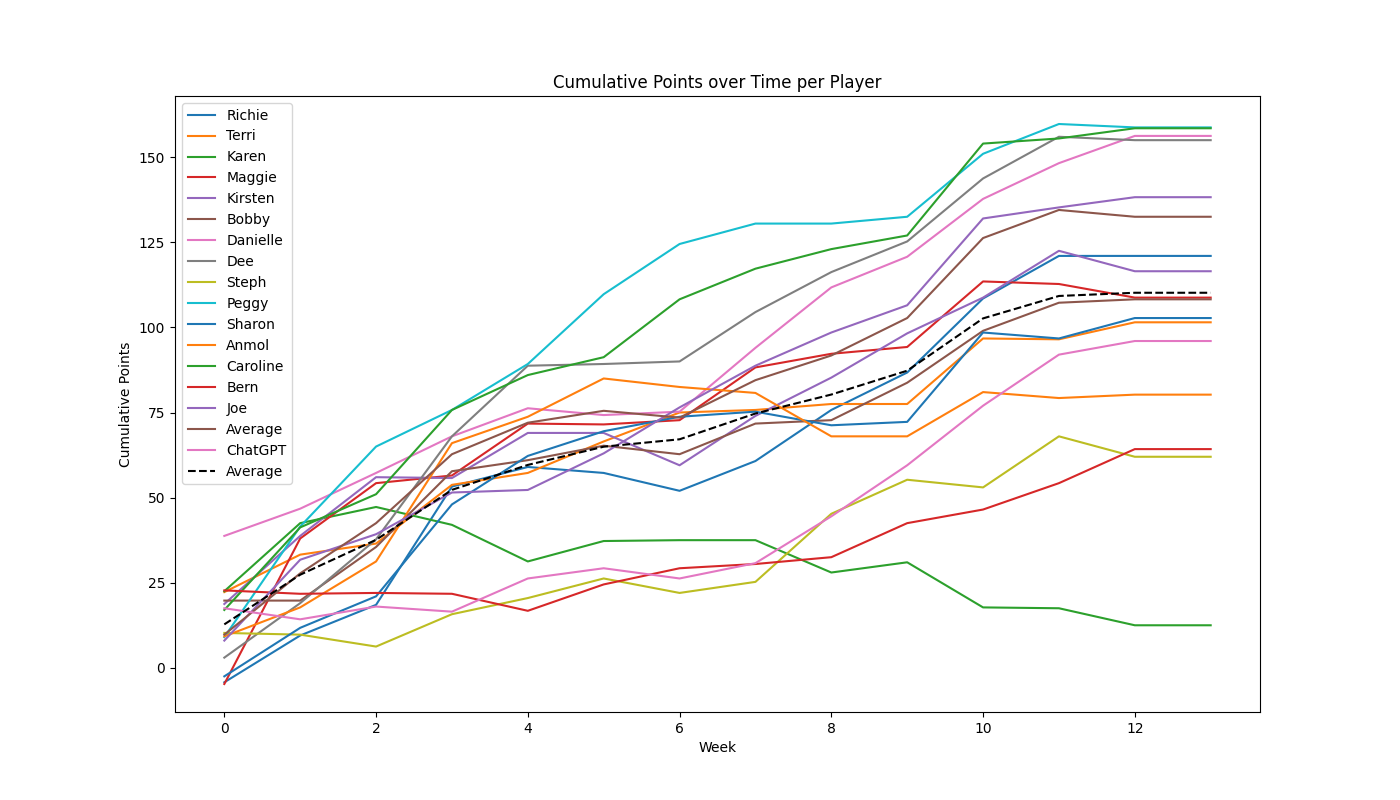 Cumulative Points over Time per Player
Richie
Terri
Karen
Maggie
Kirsten
Bobby
Danielle
Dee
Steph
Peggy
Sharon
Anmol
Caroline
Bern
Joe
Average
ChatGPT
Average
Cumulative Points
150
125
100
75
50
25
0
0 2 4 6 8 10 12
Week